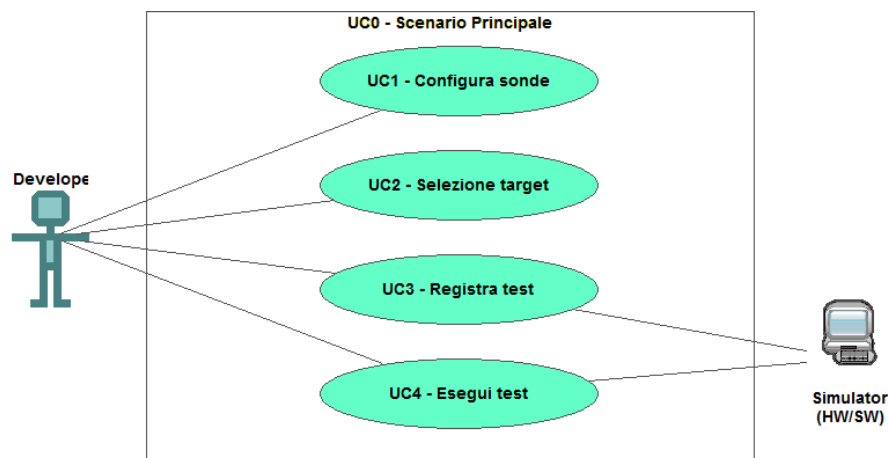 UC0 - Scenario Principale
UC1 - Configura sonde
Develope
UC2 - Selezione target
UC3 - Registra test
UC4 - Esegui test
Simulator
(HW/SW)